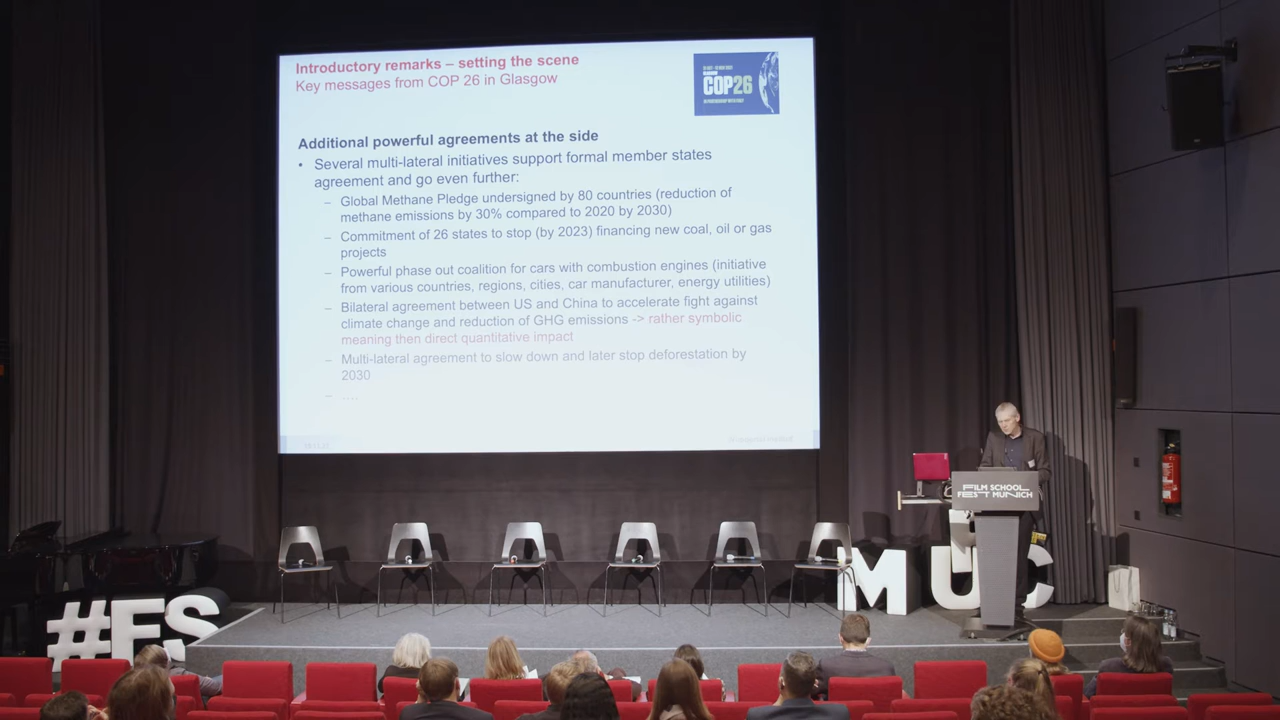 Introductory remarks – setting the scene
Key messages from COP 26 in Glasgow
COP26
Additional powerful agreements at the side
• Several multi-lateral initiatives support formal member states
agreement and go even further:
– Global Methane Pledge undersigned by 80 countries (reduction of
methane emissions by 30% compared to 2020 by 2030)
– Commitment of 26 states to stop (by 2023) financing new coal, oil or gas
projects
– Powerful phase out coalition for cars with combustion engines (initiative
from various countries, regions, cities, car manufacturer, energy utilities)
– Bilateral agreement between US and China to accelerate fight against
climate change and reduction of GHG emissions -> rather symbolic
meaning then direct quantitative impact
– Multi-lateral agreement to slow down and later stop deforestation by
2030
– ....
FILM SCHOOL
FEST MUNICH
#FS
MUC